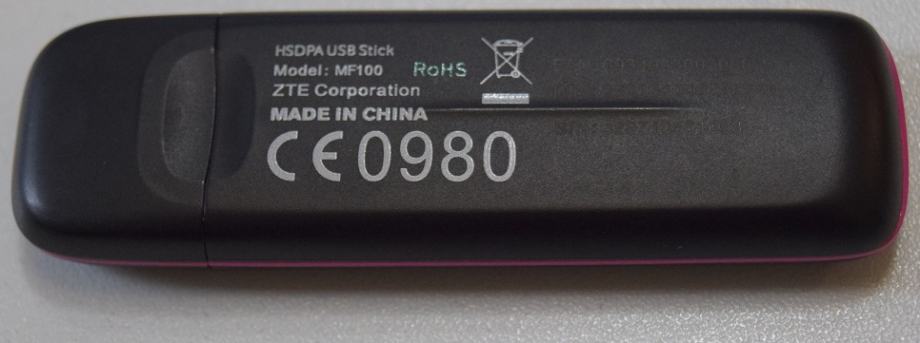 HSDPA USB Stick
Model: MF100
RoHS
ZTE Corporation
MADE IN CHINA
CE0980